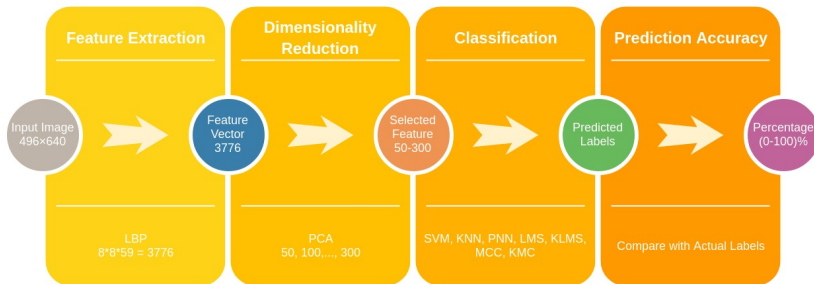 Feature Extraction
Dimensionality
Reduction
Classification
Prediction Accuracy
Input Image
496×640
Feature
Vector
3776
Selected
Feature
50-300
Predicted
Labels
Percentage
(0-100)%
LBP
8*8*59 = 3776
PCA
50, 100,..., 300
SVM, KNN, PNN, LMS, KLMS,
MCC, KMC
Compare with Actual Labels